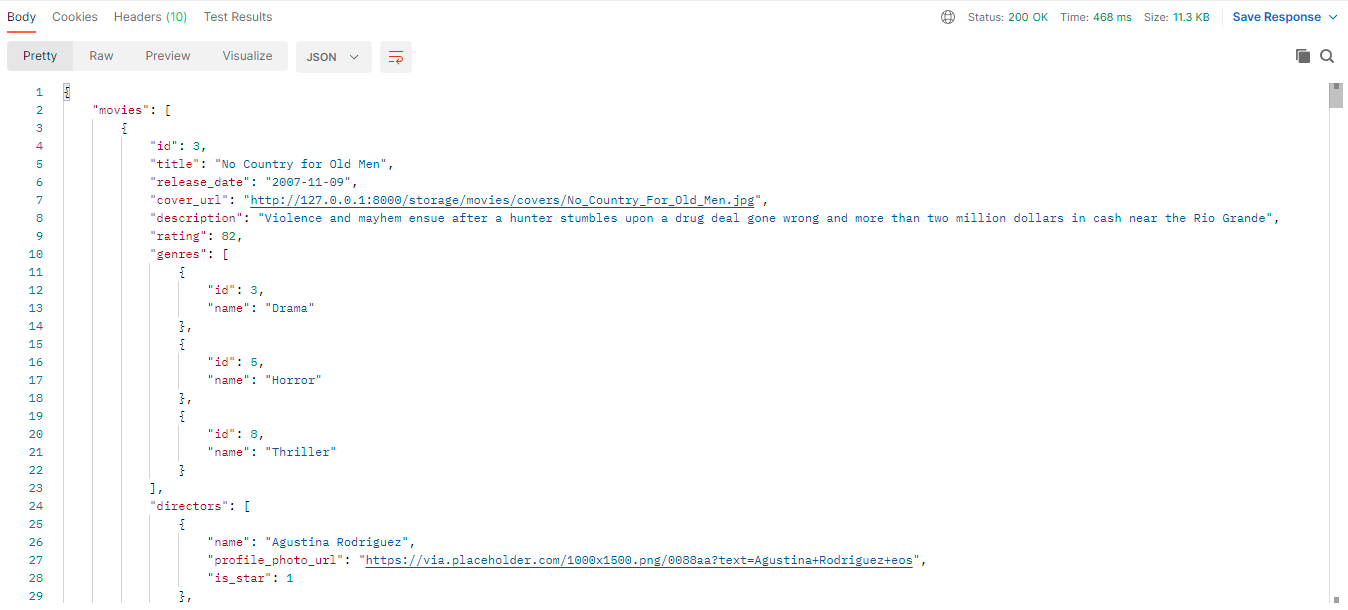 Body Cookies Headers (10) Test Results Status: 200 OK Time: 468 ms Size: 11.3 KB Save Response
Pretty Raw Preview Visualize JSON
1 {
2 "movies": [
3 {
4 "id": 3,
5 "title": "No Country for Old Men",
6 "release_date": "2007-11-09",
7 "cover_url": "http://127.0.0.1:8000/storage/movies/covers/No_Country_For_Old_Men.jpg",
8 "description": "Violence and mayhem ensue after a hunter stumbles upon a drug deal gone wrong and more than two million dollars in cash near the Rio Grande",
9 "rating": 82,
10 "genres": [
11 {
12 "id": 3,
13 "name": "Drama"
14 },
15 {
16 "id": 5,
17 "name": "Horror"
18 },
19 {
20 "id": 8,
21 "name": "Thriller"
22 }
23 ],
24 "directors": [
25 {
26 "name": "Agustina Rodriguez",
27 "profile_photo_url": "https://via.placeholder.com/1000x1500.png/0088aa?text=Agustina+Rodriguez+eos",
28 "is_star": 1
29 },